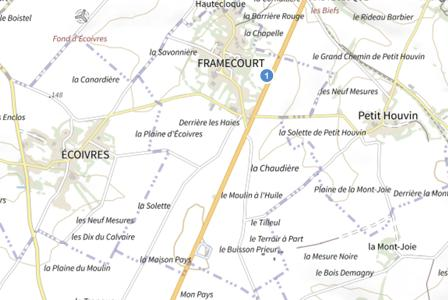 Hautecloque
la Barrière Rouge
les Biefs
le Rideau Barbier
le Boistel
Fond d'Écoivres
la Chapelle
la Savonnière
FRAMECOURT
le Grand Chemin de Petit Houvin
1
la Canardière
les Neuf Mesures
148
Enclos
Derrière les Haies
Petit Houvin
la Plaine d'Écoivres
la Solette de Petit Houvin
ÉCOIVRES
la Chaudière
le Moulin à l'Huile
Plaine de la Mont-Joie
Derrière la Mont
la Solette
les Neuf Mesures
le Tilleul
les Dix du Calvaire
le Terroir à Part
la Mont-Joie
le Buisson Prieur
la Mesure Noire
la Maison Pays
la Plaine du Moulin
le Bois Demagny
Mon Pays